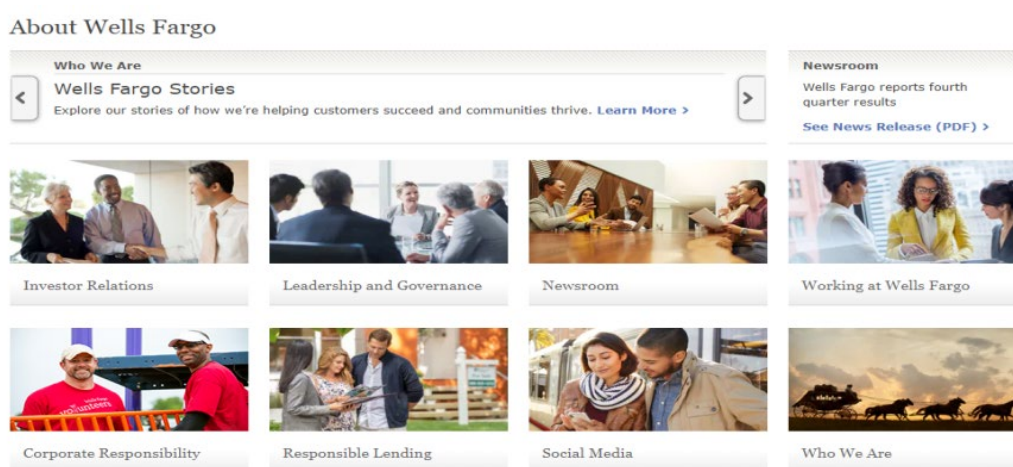 About Wells Fargo
Who We Are
Wells Fargo Stories
Explore our stories of how we're helping customers succeed and communities thrive. Learn More >
Newsroom
Wells Fargo reports fourth
quarter results
See News Release (PDF) >
Investor Relations
Leadership and Governance
Newsroom
Working at Wells Fargo
volunteers
Corporate Responsibility
Responsible Lending
Social Media
Who We Are